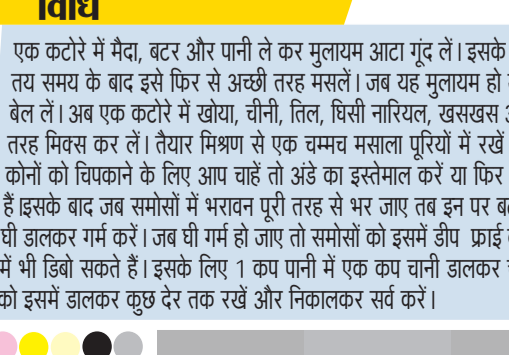 विधि
एक कटोरे में मैदा, बटर और पानी ले कर मुलायम आटा गूंद लें। इसके
तय समय के बाद इसे फिर से अच्छी तरह मसलें। जब यह मुलायम हो
बेल लें। अब एक कटोरे में खोया, चीनी, तिल, घिसी नारियल, खसखस
तरह मिक्स कर लें। तैयार मिश्रण से एक चम्मच मसाला पूरियों में रखें
कोनों को चिपकाने के लिए आप चाहें तो अंडे का इस्तेमाल करें या फिर
हैं।इसके बाद जब समोसों में भरावन पूरी तरह से भर जाए तब इन पर
घी डालकर गर्म करें। जब घी गर्म हो जाए तो समोसों को इसमें डीप फ्राई
में भी डिबो सकते हैं। इसके लिए 1 कप पानी में एक कप चानी डालकर
को इसमें डालकर कुछ देर तक रखें और निकालकर सर्व करें।